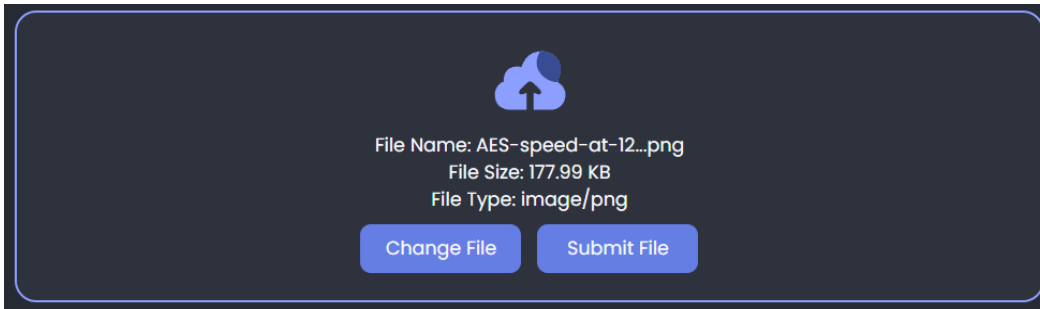 File Name: AES-speed-at-12...png
File Size: 177.99 KB
File Type: image/png
Change File Submit File